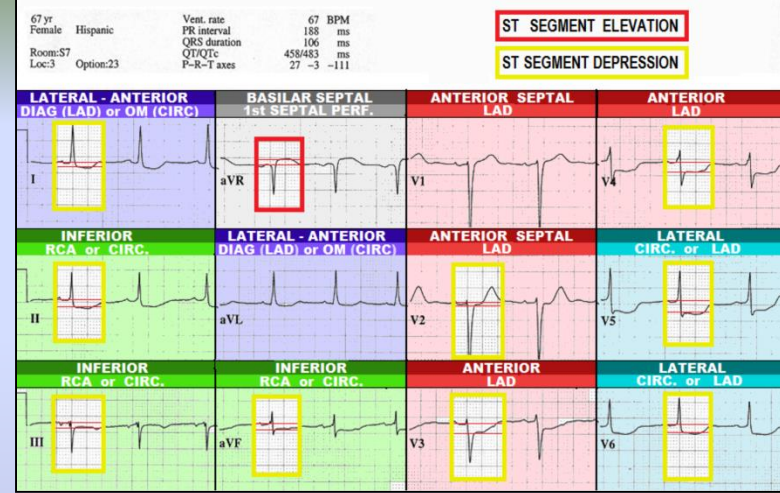 67 yr
Female Hispanic
Room:S7
Loc:3 Option:23
Vent. rate 67 BPM
PR interval 188 ms
QRS duration 106 ms
QT/QTc 458/483 ms
P-R-T axes 27 -3 -111
ST SEGMENT ELEVATION
ST SEGMENT DEPRESSION
LATERAL - ANTERIOR
DIAG (LAD) or OM (CIRC)
I
BASILAR SEPTAL
1st SEPTAL PERF.
aVR
ANTERIOR SEPTAL
LAD
V1
ANTERIOR
LAD
V4
INFERIOR
RCA or CIRC.
II
LATERAL - ANTERIOR
DIAG (LAD) or OM (CIRC)
aVL
ANTERIOR SEPTAL
LAD
V2
LATERAL
CIRC. or LAD
V5
INFERIOR
RCA or CIRC.
III
INFERIOR
RCA or CIRC.
aVF
ANTERIOR
LAD
V3
LATERAL
CIRC. or LAD
V6